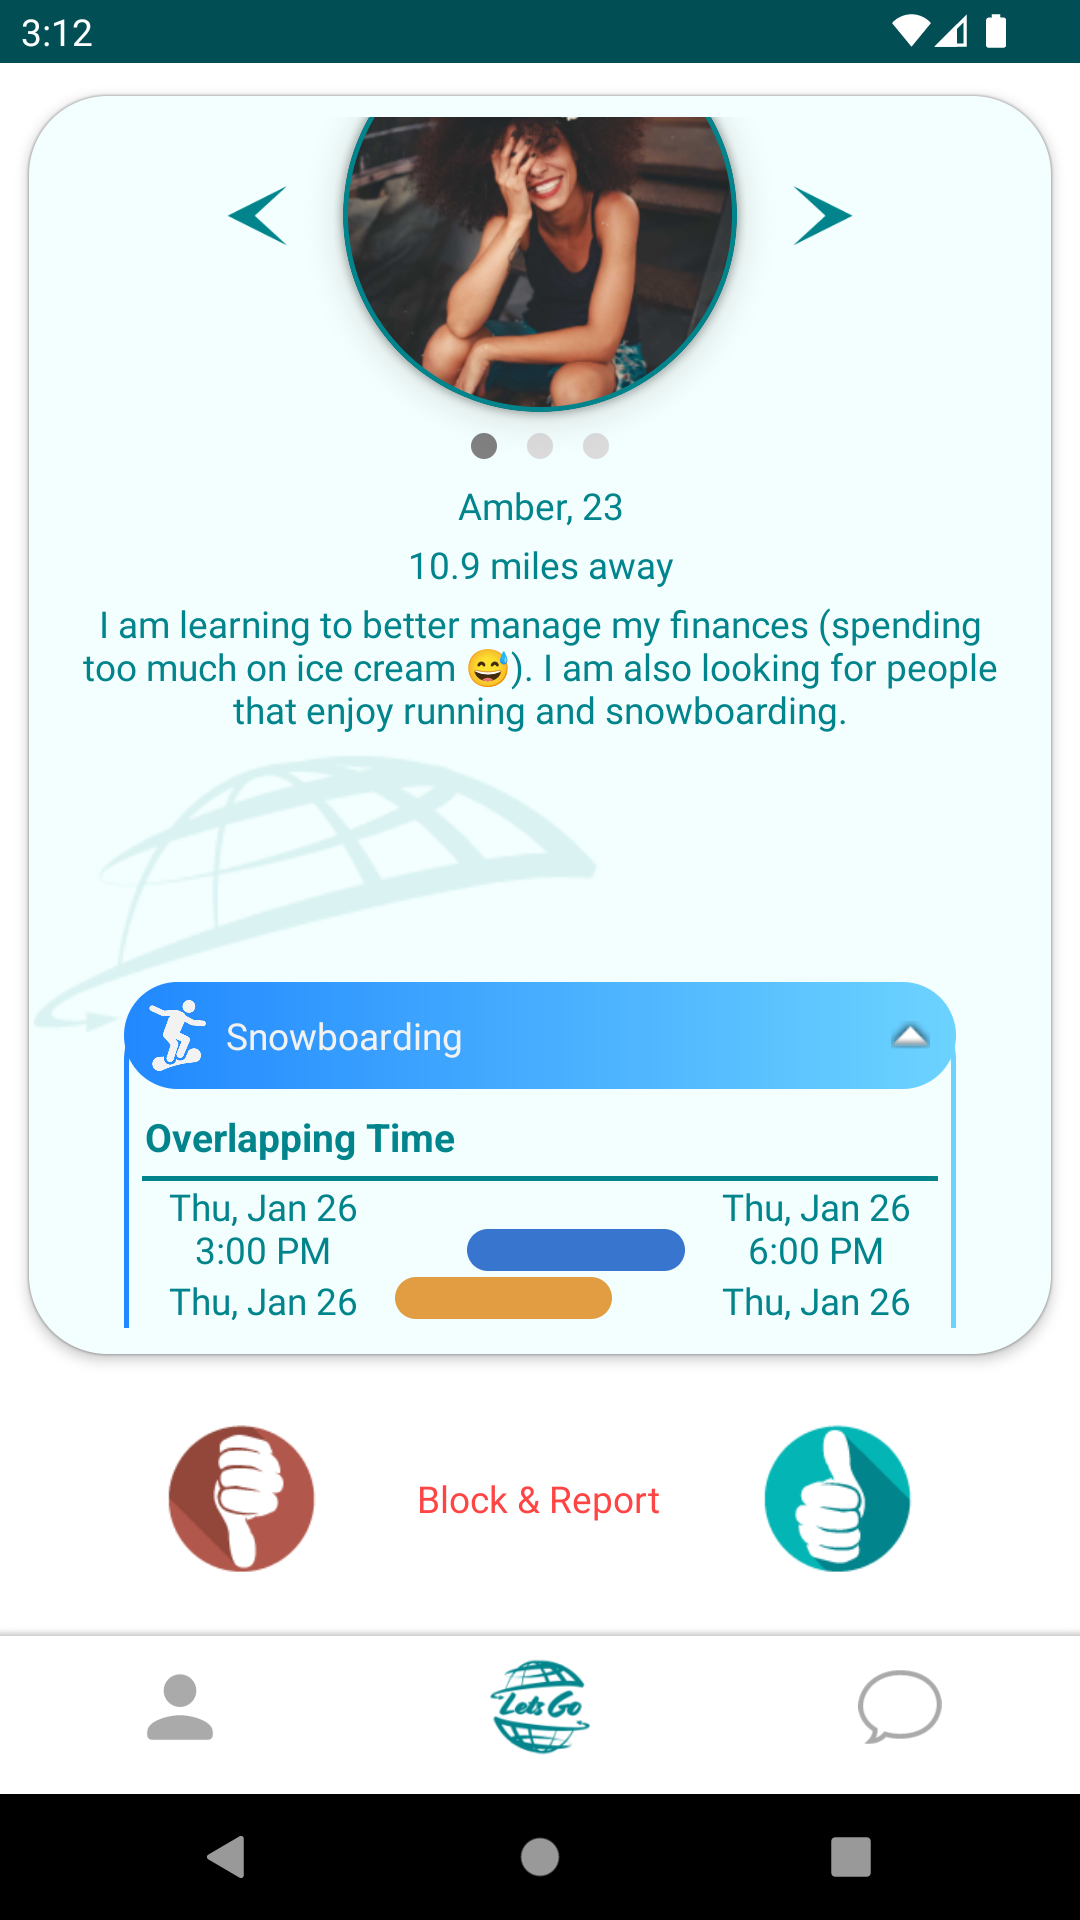 3:12
Amber, 23
10.9 miles away
I am learning to better manage my finances (spending
too much on ice cream 😅). I am also looking for people
that enjoy running and snowboarding.
Snowboarding
Overlapping Time
Thu, Jan 26
3:00 PM
Thu, Jan 26
6:00 PM
Thu, Jan 26
Thu, Jan 26
Block & Report
Lets Go